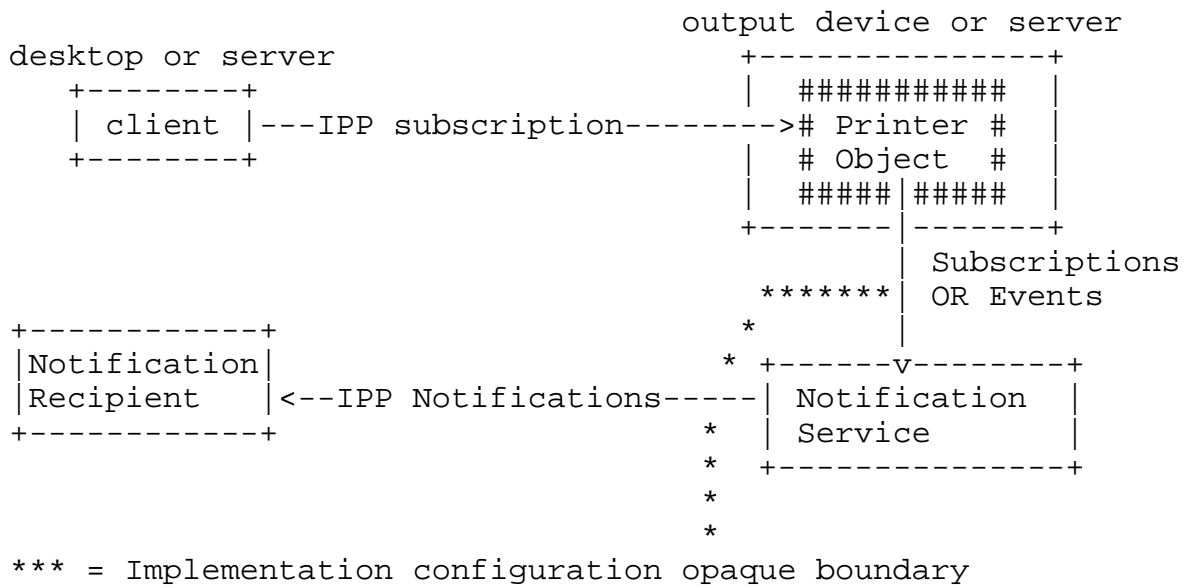 output device or server
desktop or server
###########
client ---IPP subscription--------># Printer #
# Object #
#####|#####
Subscriptions
******* OR Events
*
Notification * v
Recipient <--IPP Notifications----- Notification
* Service
*
*
*
*** = Implementation configuration opaque boundary